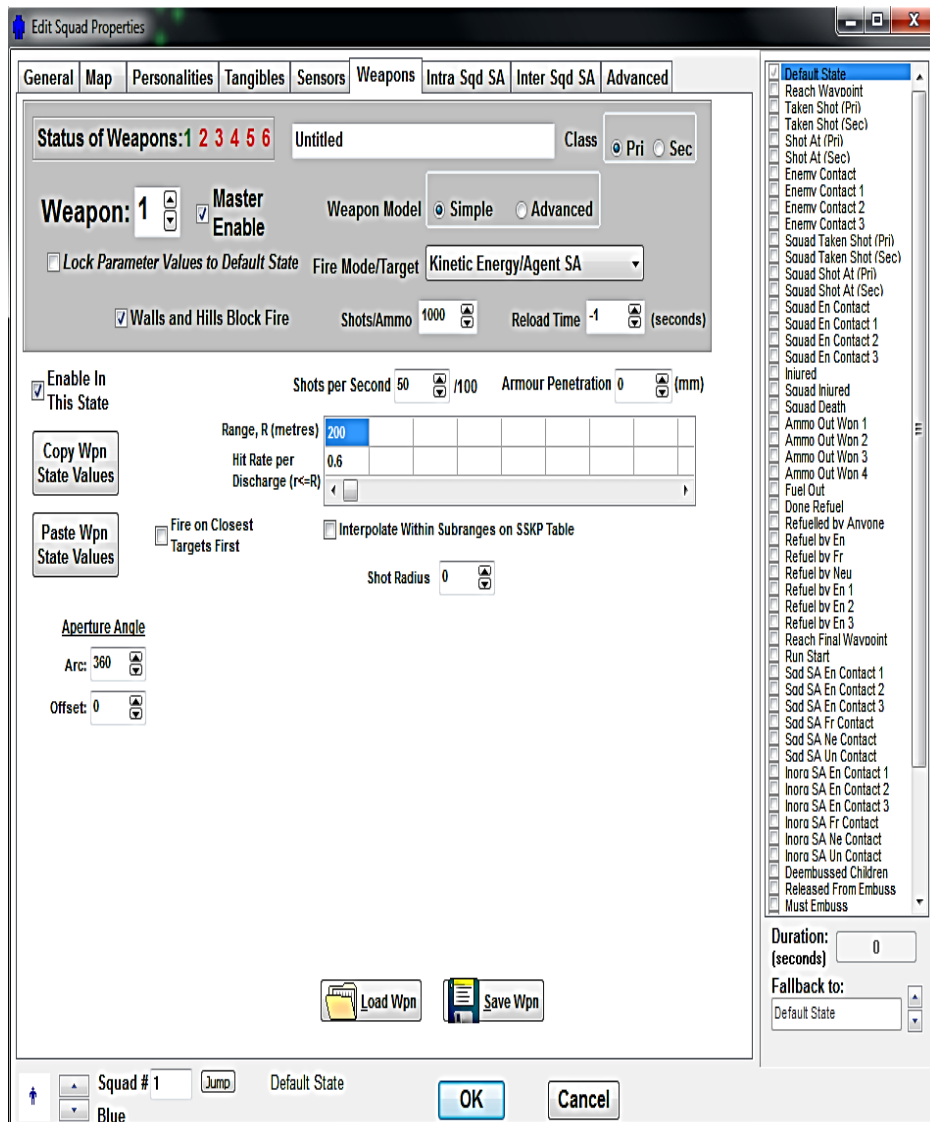 Edit Squad Properties
X
General Map Personalities Tangibles Sensors Weapons Intra Sqd SA Inter Sqd SA Advanced
Status of Weapons:1 2 3 4 5 6
Untitled
Class
Pri Sec
Weapon: 1
Master
Enable
Weapon Model
Simple Advanced
Lock Parameter Values to Default State
Fire Mode/Target
Kinetic Energy/Agent SA
Walls and Hills Block Fire
Shots/Ammo 1000
Reload Time -1 (seconds)
Enable In
This State
Shots per Second 50 /100
Armour Penetration 0 (mm)
Copy Wpn
State Values
Range, R (metres) 200
Hit Rate per
Discharge (r<=R)
0.6
Paste Wpn
State Values
Fire on Closest
Targets First
Interpolate Within Subranges on SSKP Table
Shot Radius 0
Aperture Angle
Arc: 360
Offset: 0
Load Wpn
Save Wpn
Default State
Reach Waypoint
Taken Shot (Pri)
Taken Shot (Sec)
Shot At (Pri)
Shot At (Sec)
Enemy Contact
Enemy Contact 1
Enemy Contact 2
Enemy Contact 3
Squad Taken Shot (Pri)
Squad Taken Shot (Sec)
Squad Shot At (Pri)
Squad Shot At (Sec)
Squad En Contact
Squad En Contact 1
Squad En Contact 2
Squad En Contact 3
Injured
Squad Injured
Squad Death
Ammo Out Wpn 1
Ammo Out Wpn 2
Ammo Out Wpn 3
Ammo Out Wpn 4
Fuel Out
Done Refuel
Refuelled by Anyone
Refuel by En
Refuel by Fr
Refuel by Neu
Refuel by En 1
Refuel by En 2
Refuel by En 3
Reach Final Waypoint
Run Start
Sqd SA En Contact 1
Sqd SA En Contact 2
Sqd SA En Contact 3
Sqd SA Fr Contact
Sqd SA Ne Contact
Sqd SA Un Contact
Inorg SA En Contact 1
Inorg SA En Contact 2
Inorg SA En Contact 3
Inorg SA Fr Contact
Inorg SA Ne Contact
Inorg SA Un Contact
Deembussed Children
Released From Embuss
Must Embuss
Duration:
(seconds)
0
Fallback to:
Default State
Squad # 1
Jump
Default State
Blue
OK
Cancel